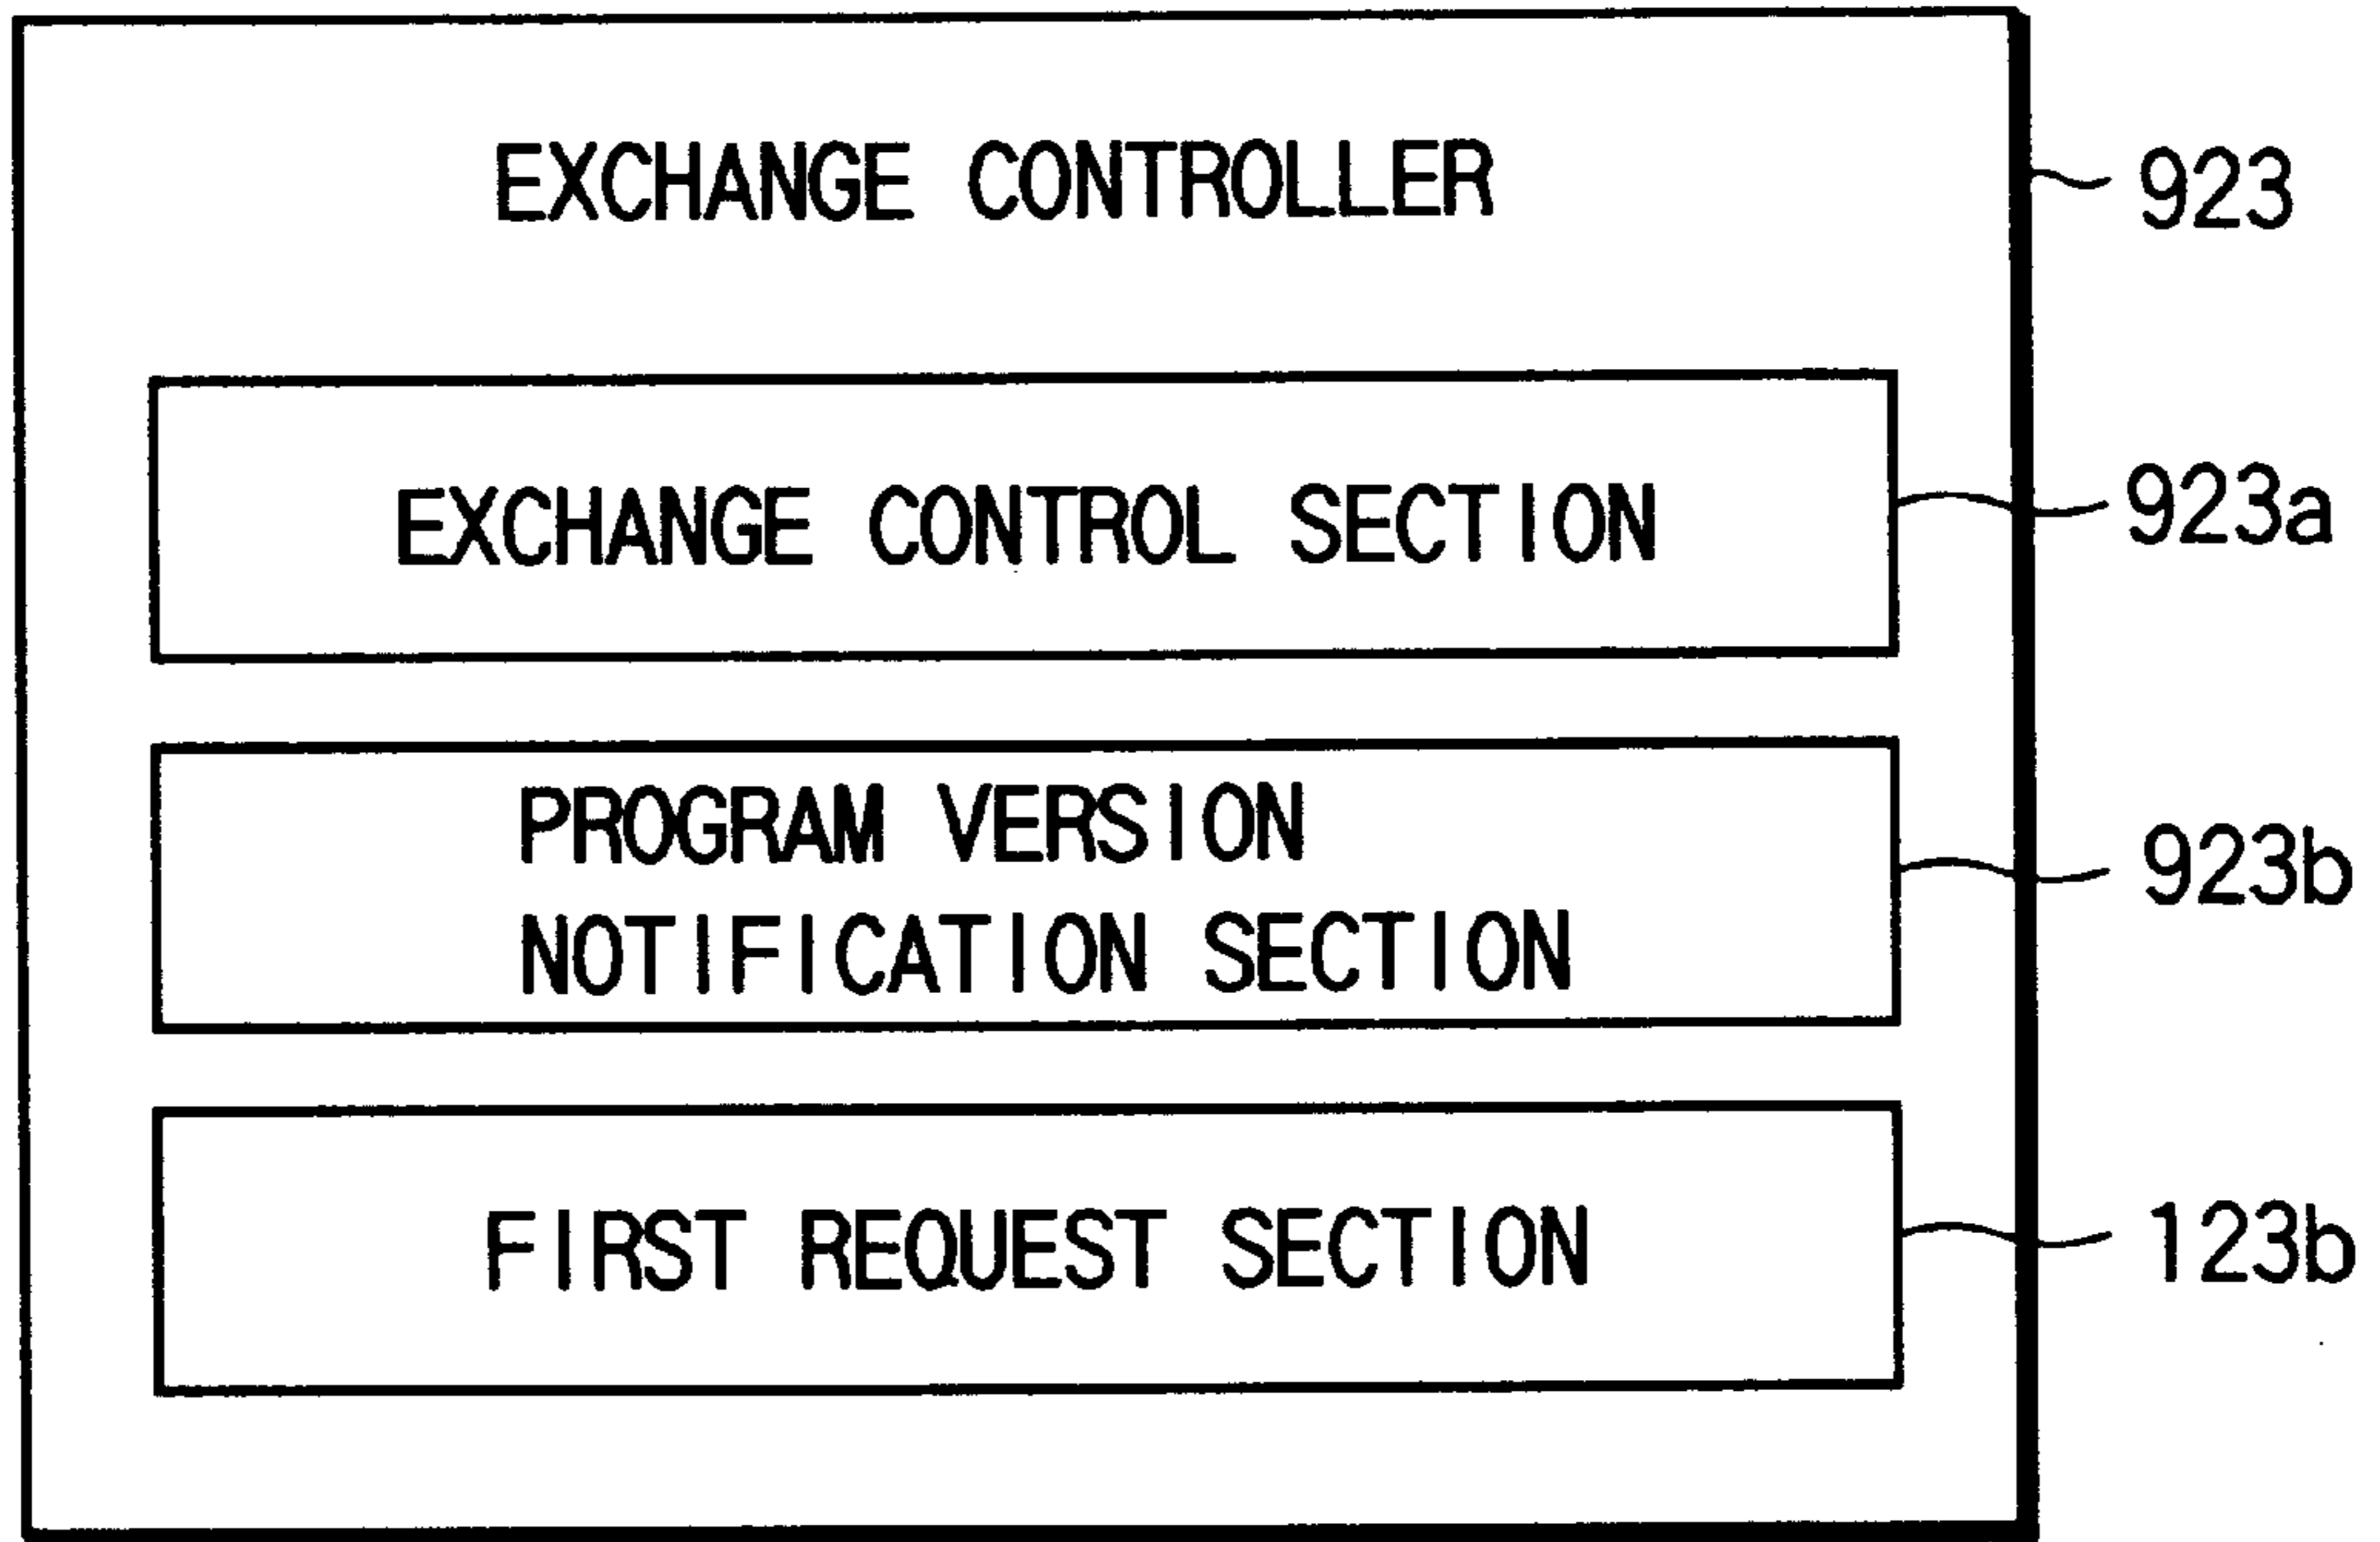 EXCHANGE CONTROLLER
923
EXCHANGE CONTROL SECTION
923a
PROGRAM VERSION
NOTIFICATION SECTION
923b
FIRST REQUEST SECTION
123b